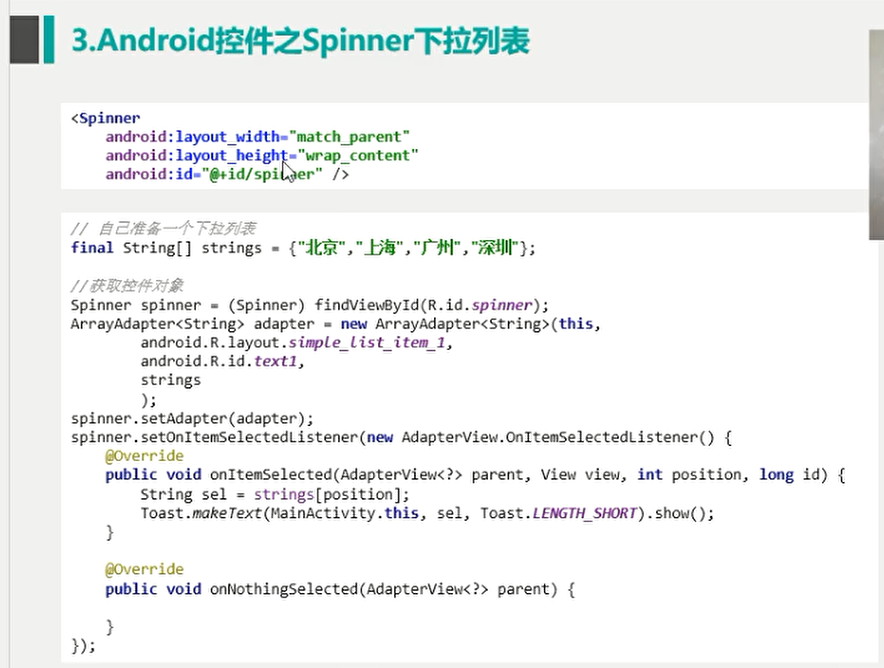 3.Android控件之Spinner下拉列表
<Spinner
android:layout_width="match_parent"
android:layout_height="wrap_content"
android:id="@+id/spinner" />
// 自己准备一个下拉列表
final String[] strings = {"北京","上海","广州","深圳"};
//获取控件对象
Spinner spinner = (Spinner) findViewById(R.id.spinner);
ArrayAdapter<String> adapter = new ArrayAdapter<String>(this,
android.R.layout.simple_list_item_1,
android.R.id.text1,
strings
);
spinner.setAdapter(adapter);
spinner.setOnItemSelectedListener(new AdapterView.OnItemSelectedListener() {
@Override
public void onItemSelected(AdapterView<?> parent, View view, int position, long id) {
String sel = strings[position];
Toast.makeText(MainActivity.this, sel, Toast.LENGTH_SHORT).show();
}
@Override
public void onNothingSelected(AdapterView<?> parent) {
}
});